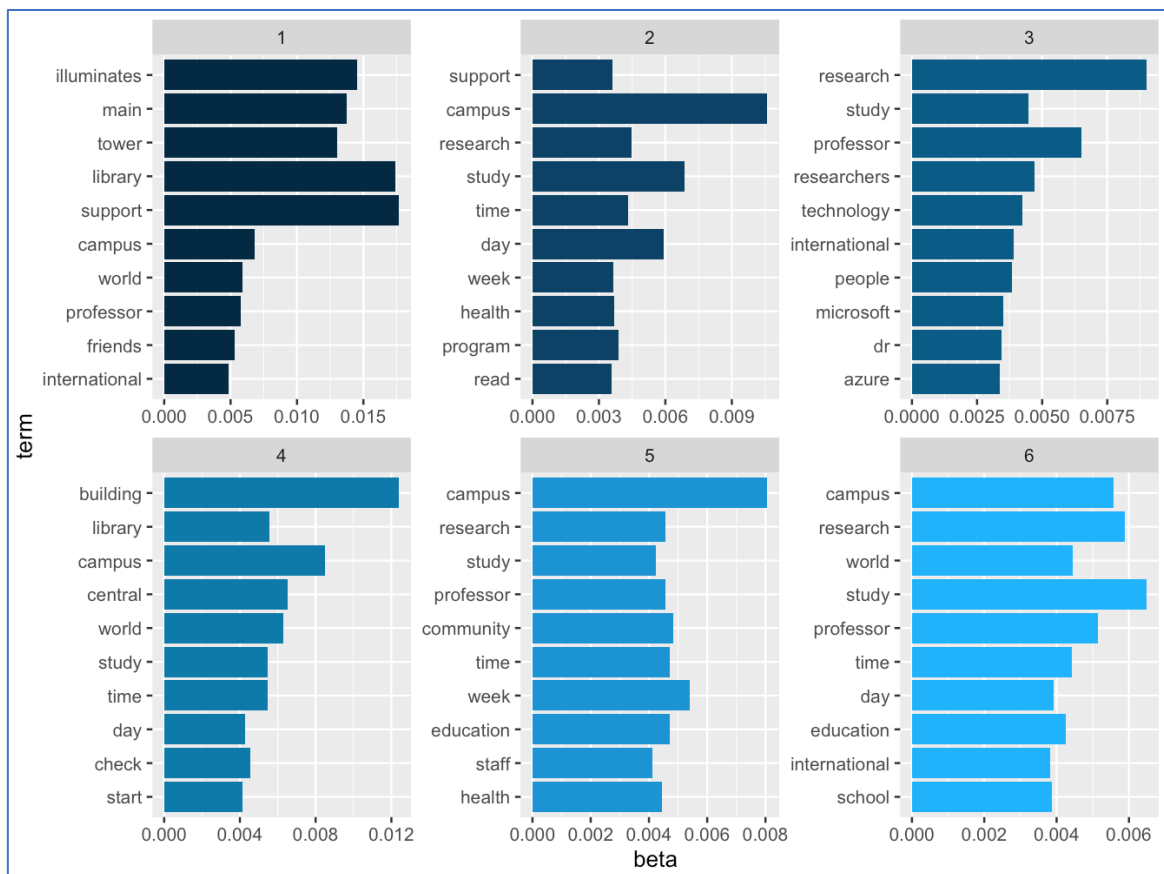 1
illuminates
main
tower
library
support
campus
world
professor
friends
international
0.000 0.005 0.010 0.015
2
support
campus
research
study
time
day
week
health
program
read
0.000 0.003 0.006 0.009
3
research
study
professor
researchers
technology
international
people
microsoft
dr
azure
0.0000 0.0025 0.0050 0.0075
term
4
building
library
campus
central
world
study
time
day
check
start
0.000 0.004 0.008 0.012
5
campus
research
study
professor
community
time
week
education
staff
health
0.000 0.002 0.004 0.006 0.008
6
campus
research
world
study
professor
time
day
education
international
school
0.000 0.002 0.004 0.006
beta